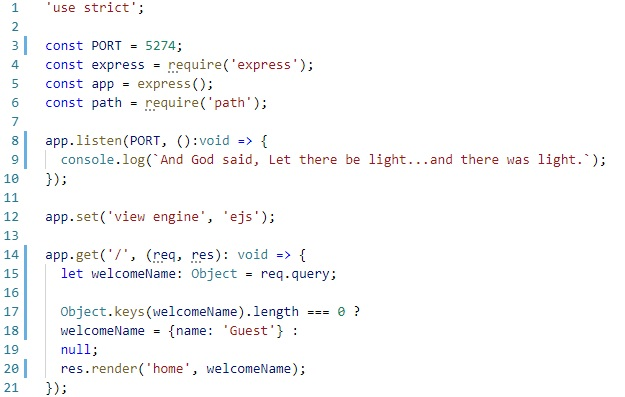 1 'use strict';
2
3 const PORT = 5274;
4 const express = require('express');
5 const app = express();
6 const path = require('path');
7
8 app.listen(PORT, ():void => {
9 console.log(`And God said, Let there be light...and there was light.`);
10 });
11
12 app.set('view engine', 'ejs');
13
14 app.get('/', (req, res): void => {
15 let welcomeName: Object = req.query;
16
17 Object.keys(welcomeName).length === 0 ?
18 welcomeName = {name: 'Guest'} :
19 null;
20 res.render('home', welcomeName);
21 });